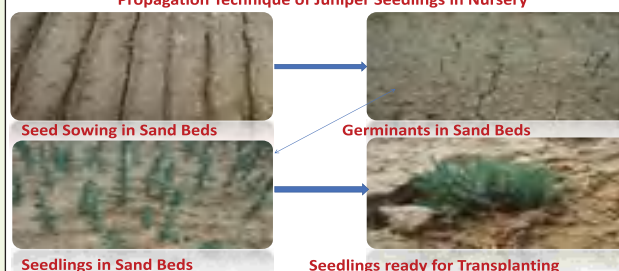 Propagation Technique of Juniper Seedlings in Nursery
Seed Sowing in Sand Beds
Germinants in Sand Beds
Seedlings in Sand Beds
Seedlings ready for Transplanting